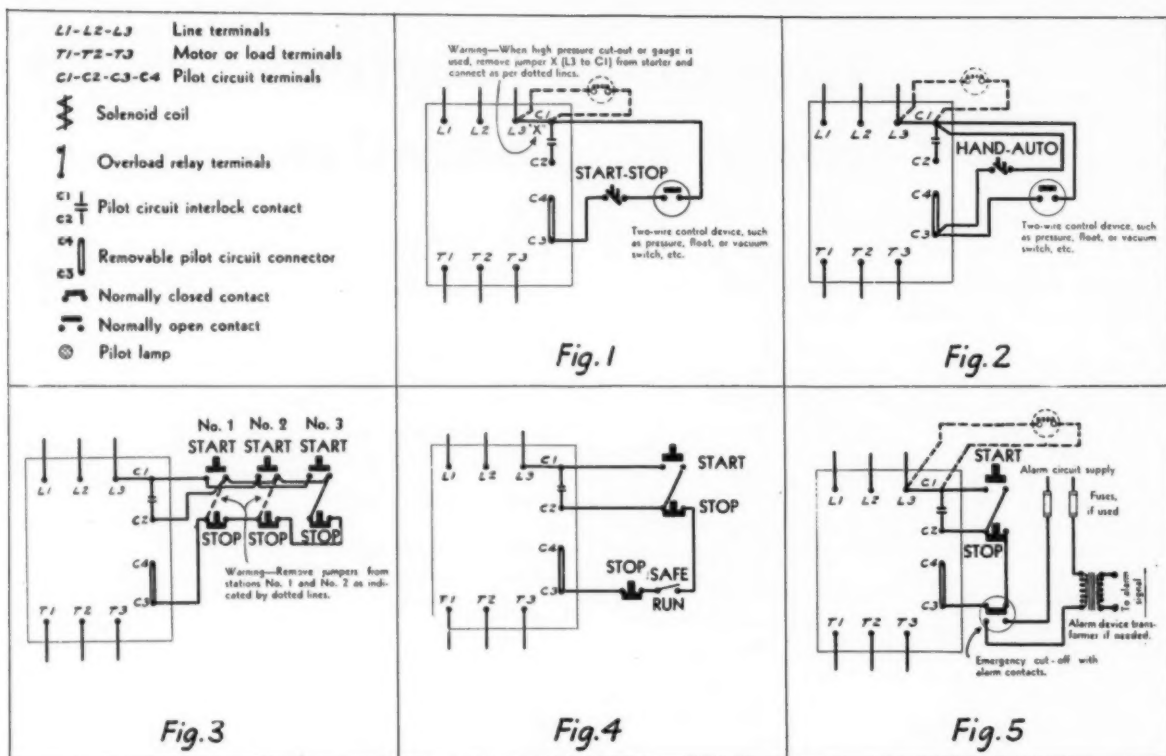 L1-L2-L3 Line terminals
T1-T2-T3 Motor or load terminals
C1-C2-C3-C4 Pilot circuit terminals
Solenoid coil
Overload relay terminals
C1
C2
Pilot circuit interlock contact
C4
C3
Removable pilot circuit connector
Normally closed contact
Normally open contact
Pilot lamp
Warning—When high pressure cut-out or gauge is
used, remove jumper X (L3 to C1) from starter and
connect as per dotted lines.
C1
L1 L2 L3 "X"
C2
START-STOP
C4
C3
Two-wire control device, such
as pressure, float, or vacuum
switch, etc.
T1 T2 T3
Fig. 1
C1
L1 L2 L3
C2
HAND-AUTO
C4
C3
Two-wire control device, such
as pressure, float, or vacuum
switch, etc.
T1 T2 T3
Fig. 2
No. 1 No. 2 No. 3
START START START
C1
L1 L2 L3
C2
STOP STOP STOP
C4
Warning—Remove jumpers from
stations No. 1 and No. 2 as indi-
cated by dotted lines.
C3
T1 T2 T3
Fig. 3
C1
START
L1 L2 L3
C2
STOP
C4
STOP SAFE
C3
RUN
T1 T2 T3
Fig. 4
START
C1
Alarm circuit supply
L1 L2 L3
Fuses,
if used
C2
STOP
C4
To alarm
signal
C3
T1 T2 T3
Alarm device trans-
former if needed.
Emergency cut-off with
alarm contacts.
Fig. 5